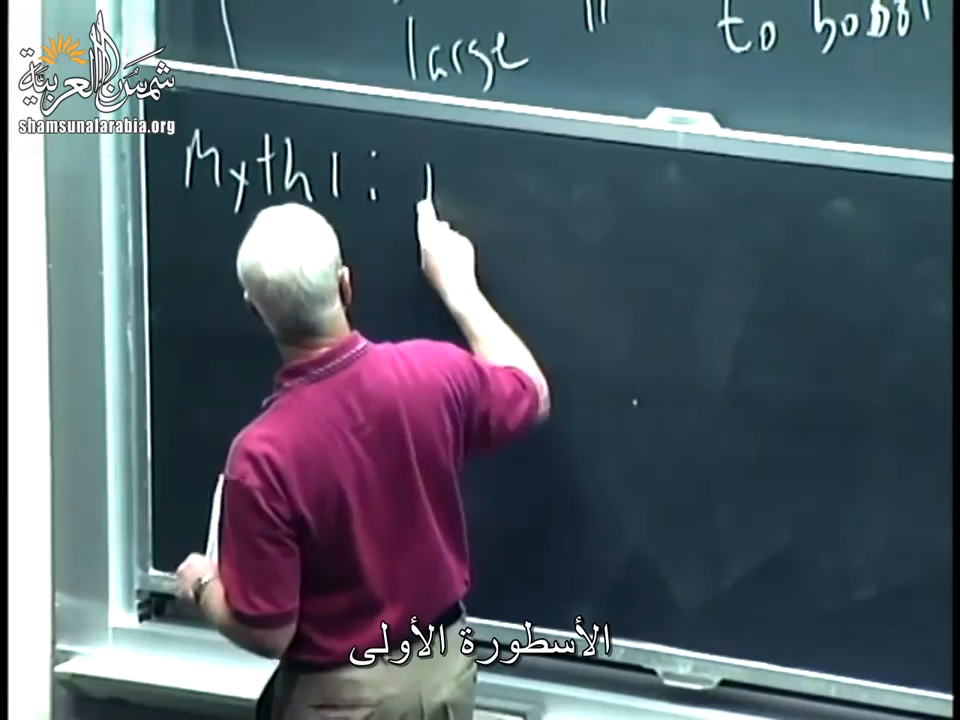 شمس العربية
shamsunalarabia.org
large
to
Myth 1 :
الأسطورة الأولى